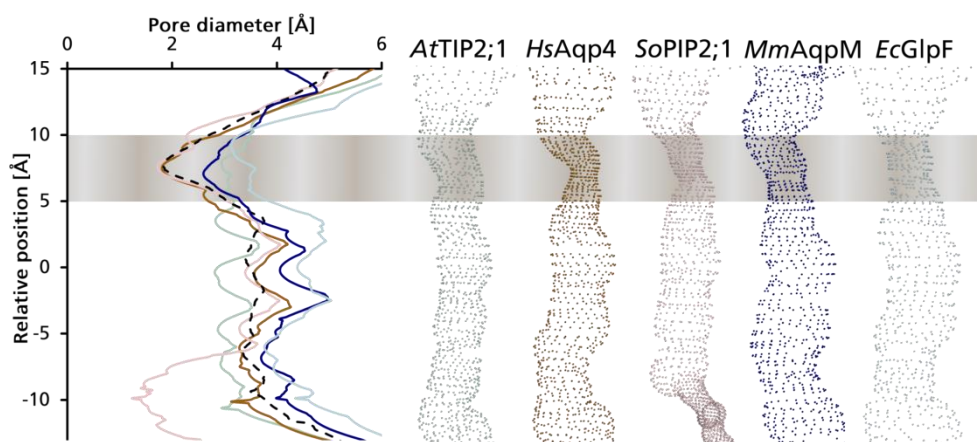 Pore diameter [Å]
0 2 4 6
AtTIP2;1 HsAqp4 SoPIP2;1 MmAqpM EcGlpF
Relative position [Å]
15
10
5
0
-5
-10